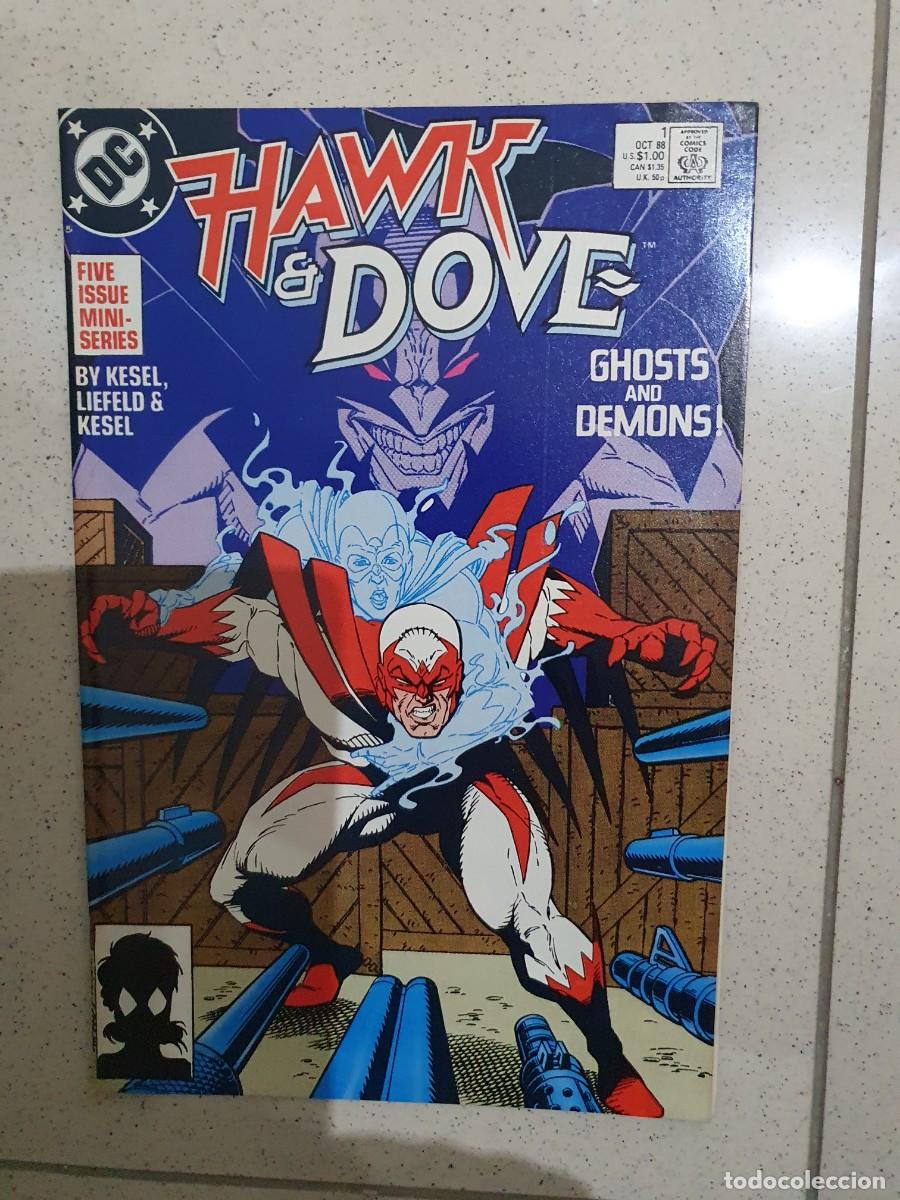 DC
HAWK
& DOVE
TM
1
OCT 88
U.S. $1.00
CAN $1.35
U.K. 50p
APPROVED
BY THE
COMICS
CODE
CA
AUTHORITY
5
FIVE
ISSUE
MINI-
SERIES
BY KESEL,
LIEFELD &
KESEL
GHOSTS
AND
DEMONS!
todocoleccion